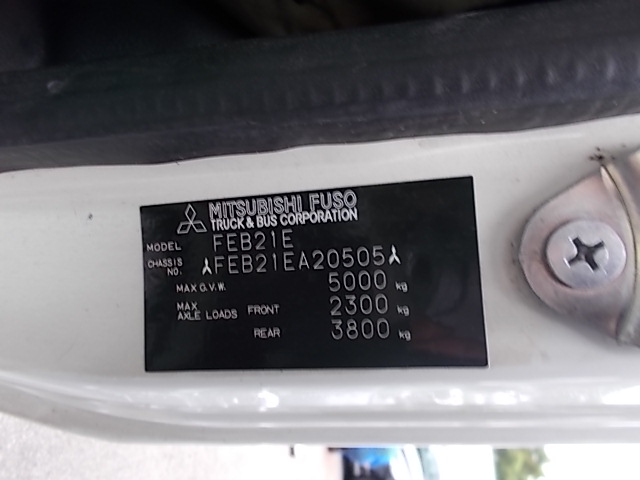 MITSUBISHI FUSO
TRUCK & BUS CORPORATION
MODEL FEB21E
CHASSIS NO. FEB21EA20505
MAX G.V.W. 5000 kg
MAX AXLE LOADS FRONT 2300 kg
REAR 3800 kg